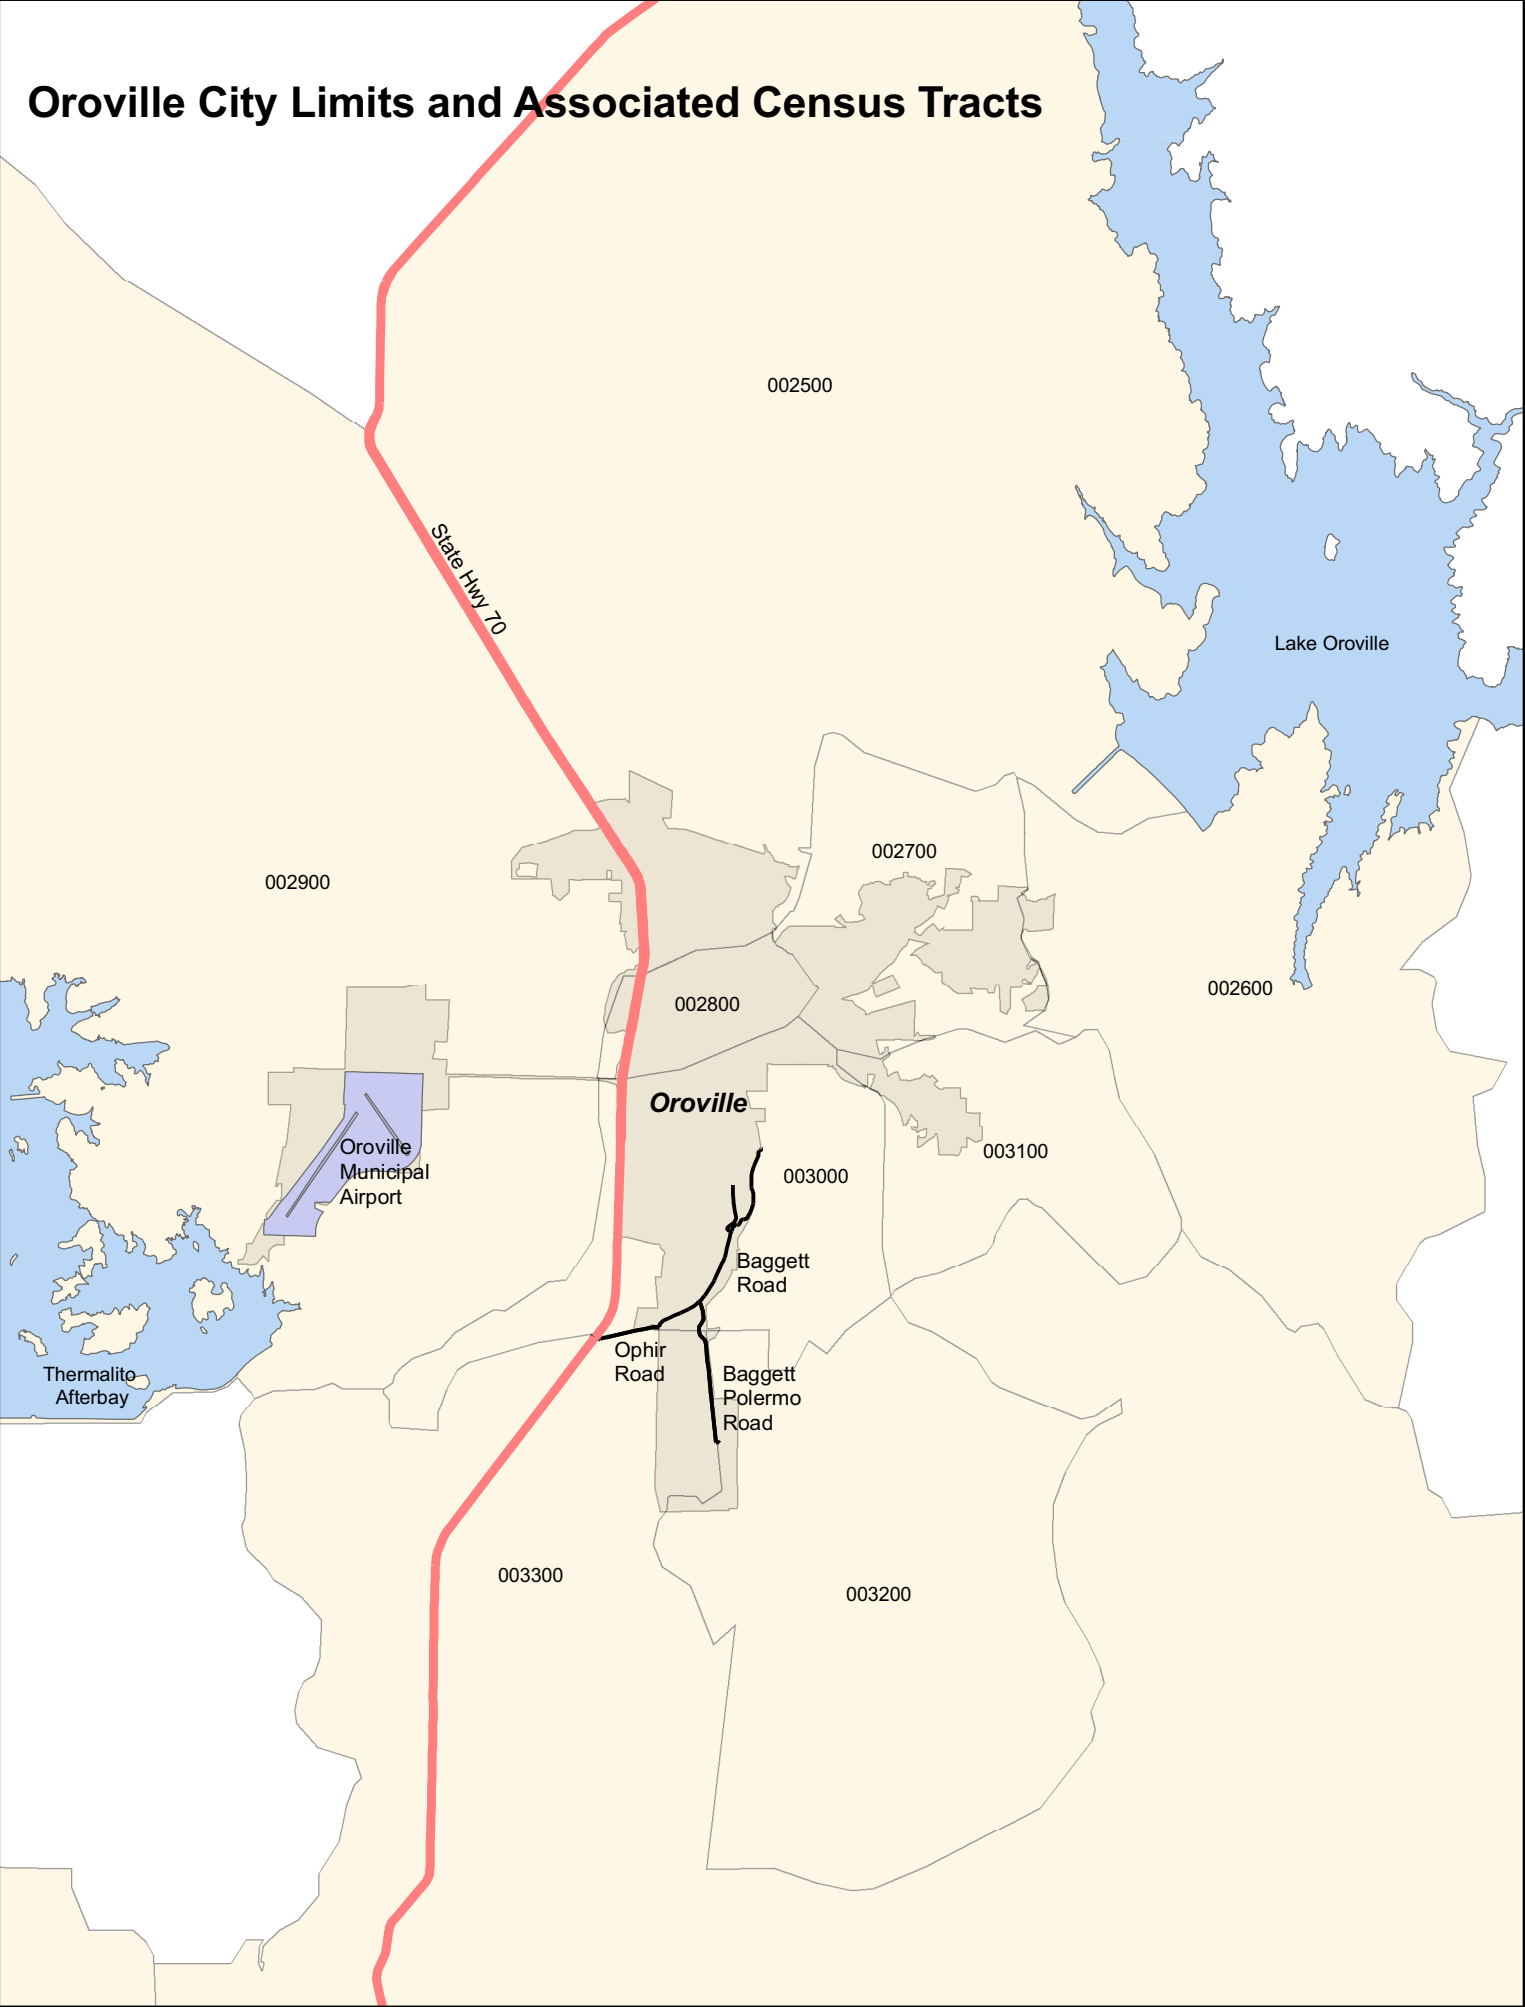 Oroville City Limits and Associated Census Tracts
002500
State Hwy 70
Lake Oroville
002700
002900
002600
002800
Oroville
Oroville
Municipal
Airport
003100
003000
Baggett
Road
Ophir
Road
Thermalito
Afterbay
Baggett
Polermo
Road
003300
003200